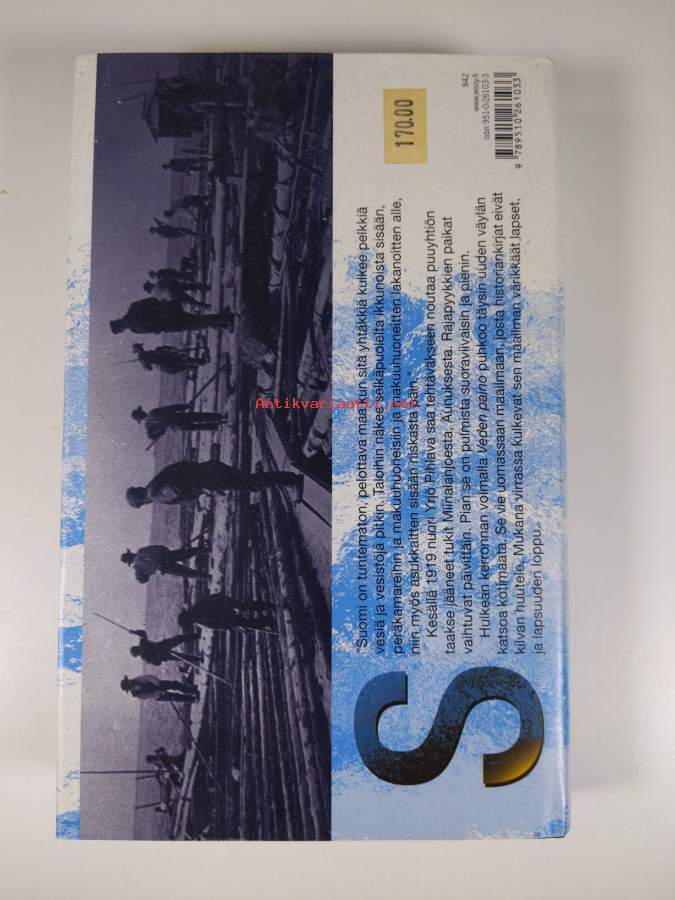 "Suomi on tuntematon, pelottava maa, kun sitä yhtäkkiä kulkee pelkkiä
vesiä ja vesistöjä pitkin. Taloihin näkee selkäpuolelta ikkunoista sisään,
peräkamareihin ja makuuhuoneisiin ja makuuhuoneitten lakanoitten alle,
niin, myös asukkaitten sisään niskasta päin."
Kesällä 1919 nuori Yrjö Pihlava saa tehtäväkseen noutaa puuyhtiön
taakse jääneet tukit Miinalanjoesta, Aunuksesta. Rajapyykkien paikat
vaihtuvat päivittäin. Pian se on pulmista suoraviivaisin ja pienin.
Huikean kerronnan voimalla Veden paino puhkoo täysin uuden väylän
katsoa kotimaata. Se vie uomassaan maailmaan, josta historiankirjat eivät
kilvan huutele. Mukana virrassa kulkevat sen maailman värikkäät lapset,
ja lapsuuden loppu.
S
170.00
842
www.wsoy.fi
isbn 951-0-26103-3
9 789510 261033
Antikvariaatti.net